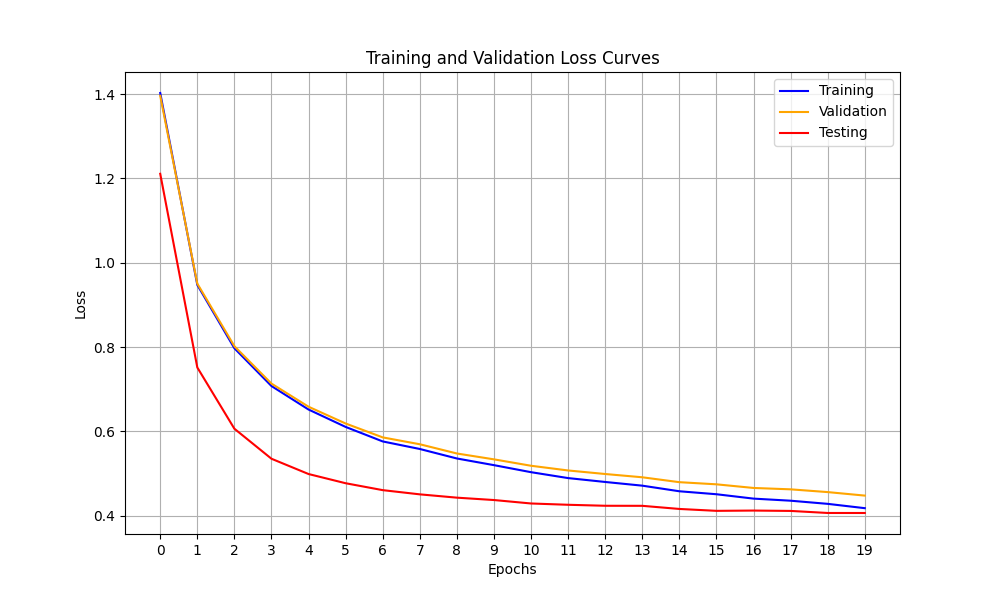 Training and Validation Loss Curves
Training
Validation
Testing
Loss
1.4
1.2
1.0
0.8
0.6
0.4
0 1 2 3 4 5 6 7 8 9 10 11 12 13 14 15 16 17 18 19
Epochs